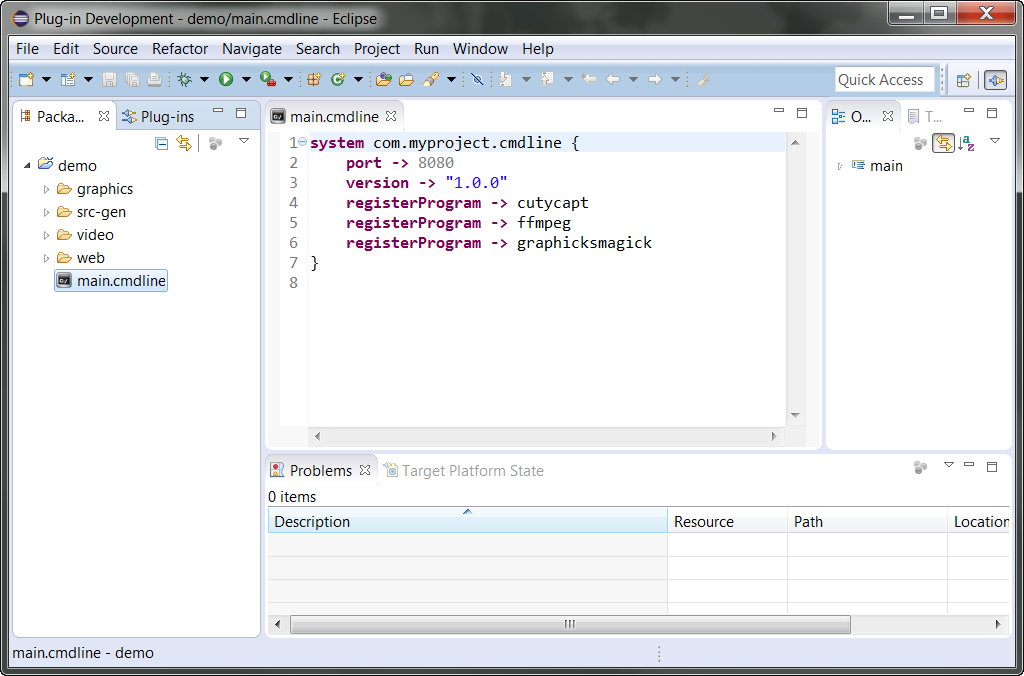 Plug-in Development - demo/main.cmdline - Eclipse
File Edit Source Refactor Navigate Search Project Run Window Help
Quick Access
Packa... Plug-ins
demo
graphics
src-gen
video
web
main.cmdline
main.cmdline
1 system com.myproject.cmdline {
2 port -> 8080
3 version -> "1.0.0"
4 registerProgram -> cutycapt
5 registerProgram -> ffmpeg
6 registerProgram -> graphicksmagick
7 }
8
O... T...
main
Problems Target Platform State
0 items
Description Resource Path Location
main.cmdline - demo